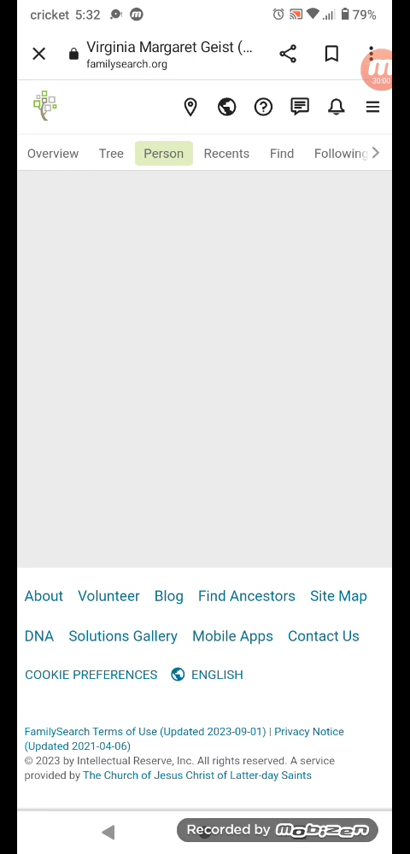 cricket 5:32 79%
Virginia Margaret Geist (...
familysearch.org
30:00
Overview Tree Person Recents Find Following
About Volunteer Blog Find Ancestors Site Map
DNA Solutions Gallery Mobile Apps Contact Us
COOKIE PREFERENCES ENGLISH
FamilySearch Terms of Use (Updated 2023-09-01) | Privacy Notice
(Updated 2021-04-06)
© 2023 by Intellectual Reserve, Inc. All rights reserved. A service
provided by The Church of Jesus Christ of Latter-day Saints
Recorded by mobizen